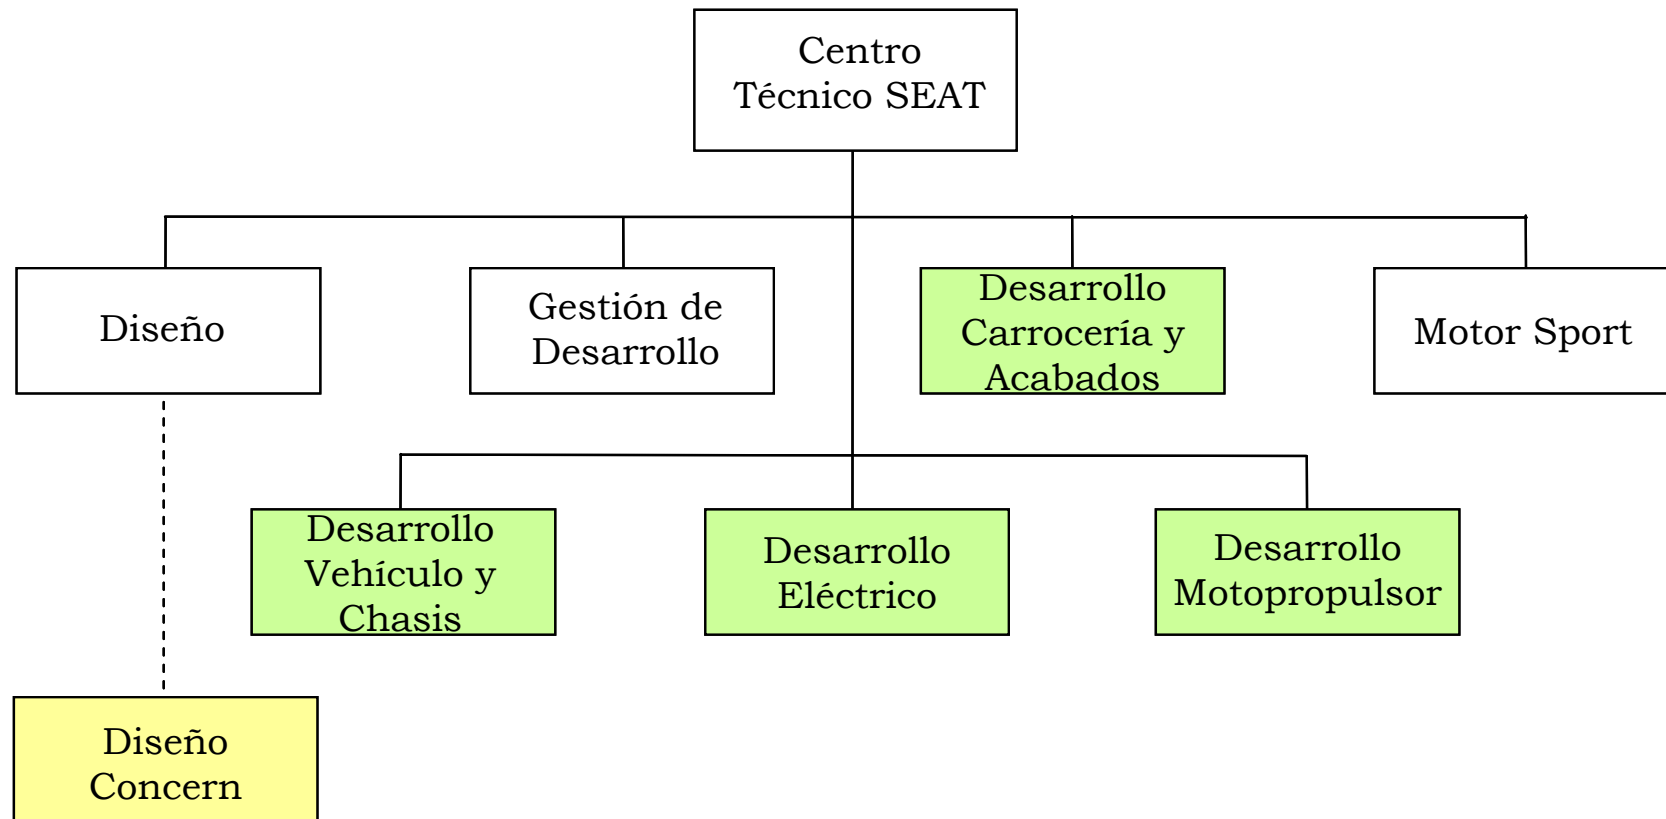 Centro
Técnico SEAT
Diseño
Gestión de
Desarrollo
Desarrollo
Carrocería y
Acabados
Motor Sport
Desarrollo
Vehículo y
Chasis
Desarrollo
Eléctrico
Desarrollo
Motopropulsor
Diseño
Concern